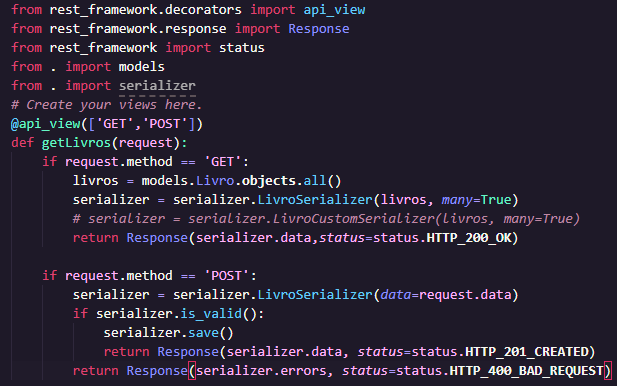 from rest_framework.decorators import api_view
from rest_framework.response import Response
from rest_framework import status
from . import models
from . import serializer
# Create your views here.
@api_view(['GET','POST'])
def getLivros(request):
    if request.method == 'GET':
        livros = models.Livro.objects.all()
        serializer = serializer.LivroSerializer(livros, many=True)
        # serializer = serializer.LivroCustomSerializer(livros, many=True)
        return Response(serializer.data,status=status.HTTP_200_OK)

    if request.method == 'POST':
        serializer = serializer.LivroSerializer(data=request.data)
        if serializer.is_valid():
            serializer.save()
            return Response(serializer.data, status=status.HTTP_201_CREATED)
        return Response(serializer.errors, status=status.HTTP_400_BAD_REQUEST)